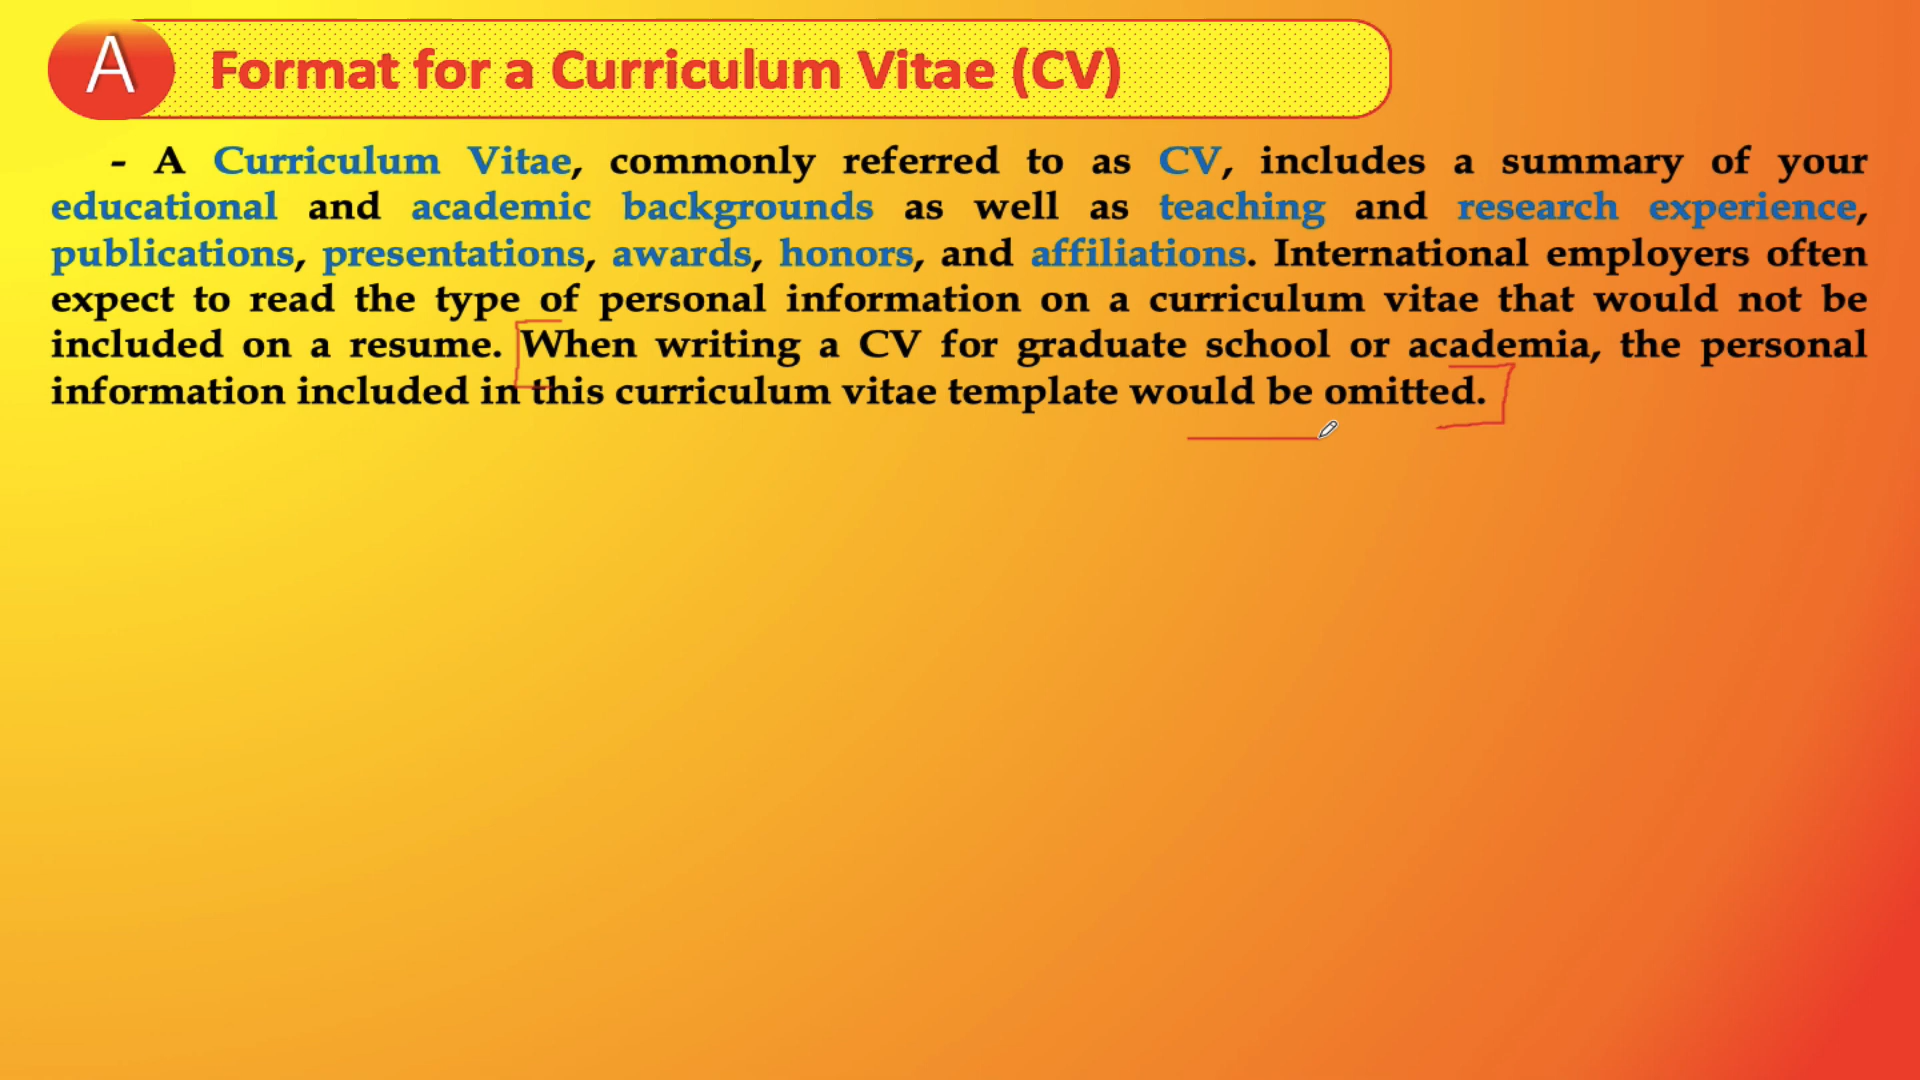 A Format for a Curriculum Vitae (CV)
- A Curriculum Vitae, commonly referred to as CV, includes a summary of your
educational and academic backgrounds as well as teaching and research experience,
publications, presentations, awards, honors, and affiliations. International employers often
expect to read the type of personal information on a curriculum vitae that would not be
included on a resume. When writing a CV for graduate school or academia, the personal
information included in this curriculum vitae template would be omitted.